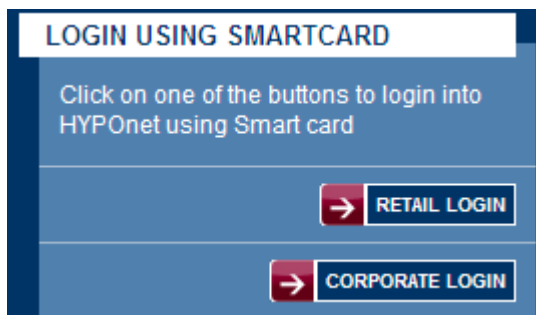 LOGIN USING SMARTCARD
Click on one of the buttons to login into
HYPOnet using Smart card
RETAIL LOGIN
CORPORATE LOGIN